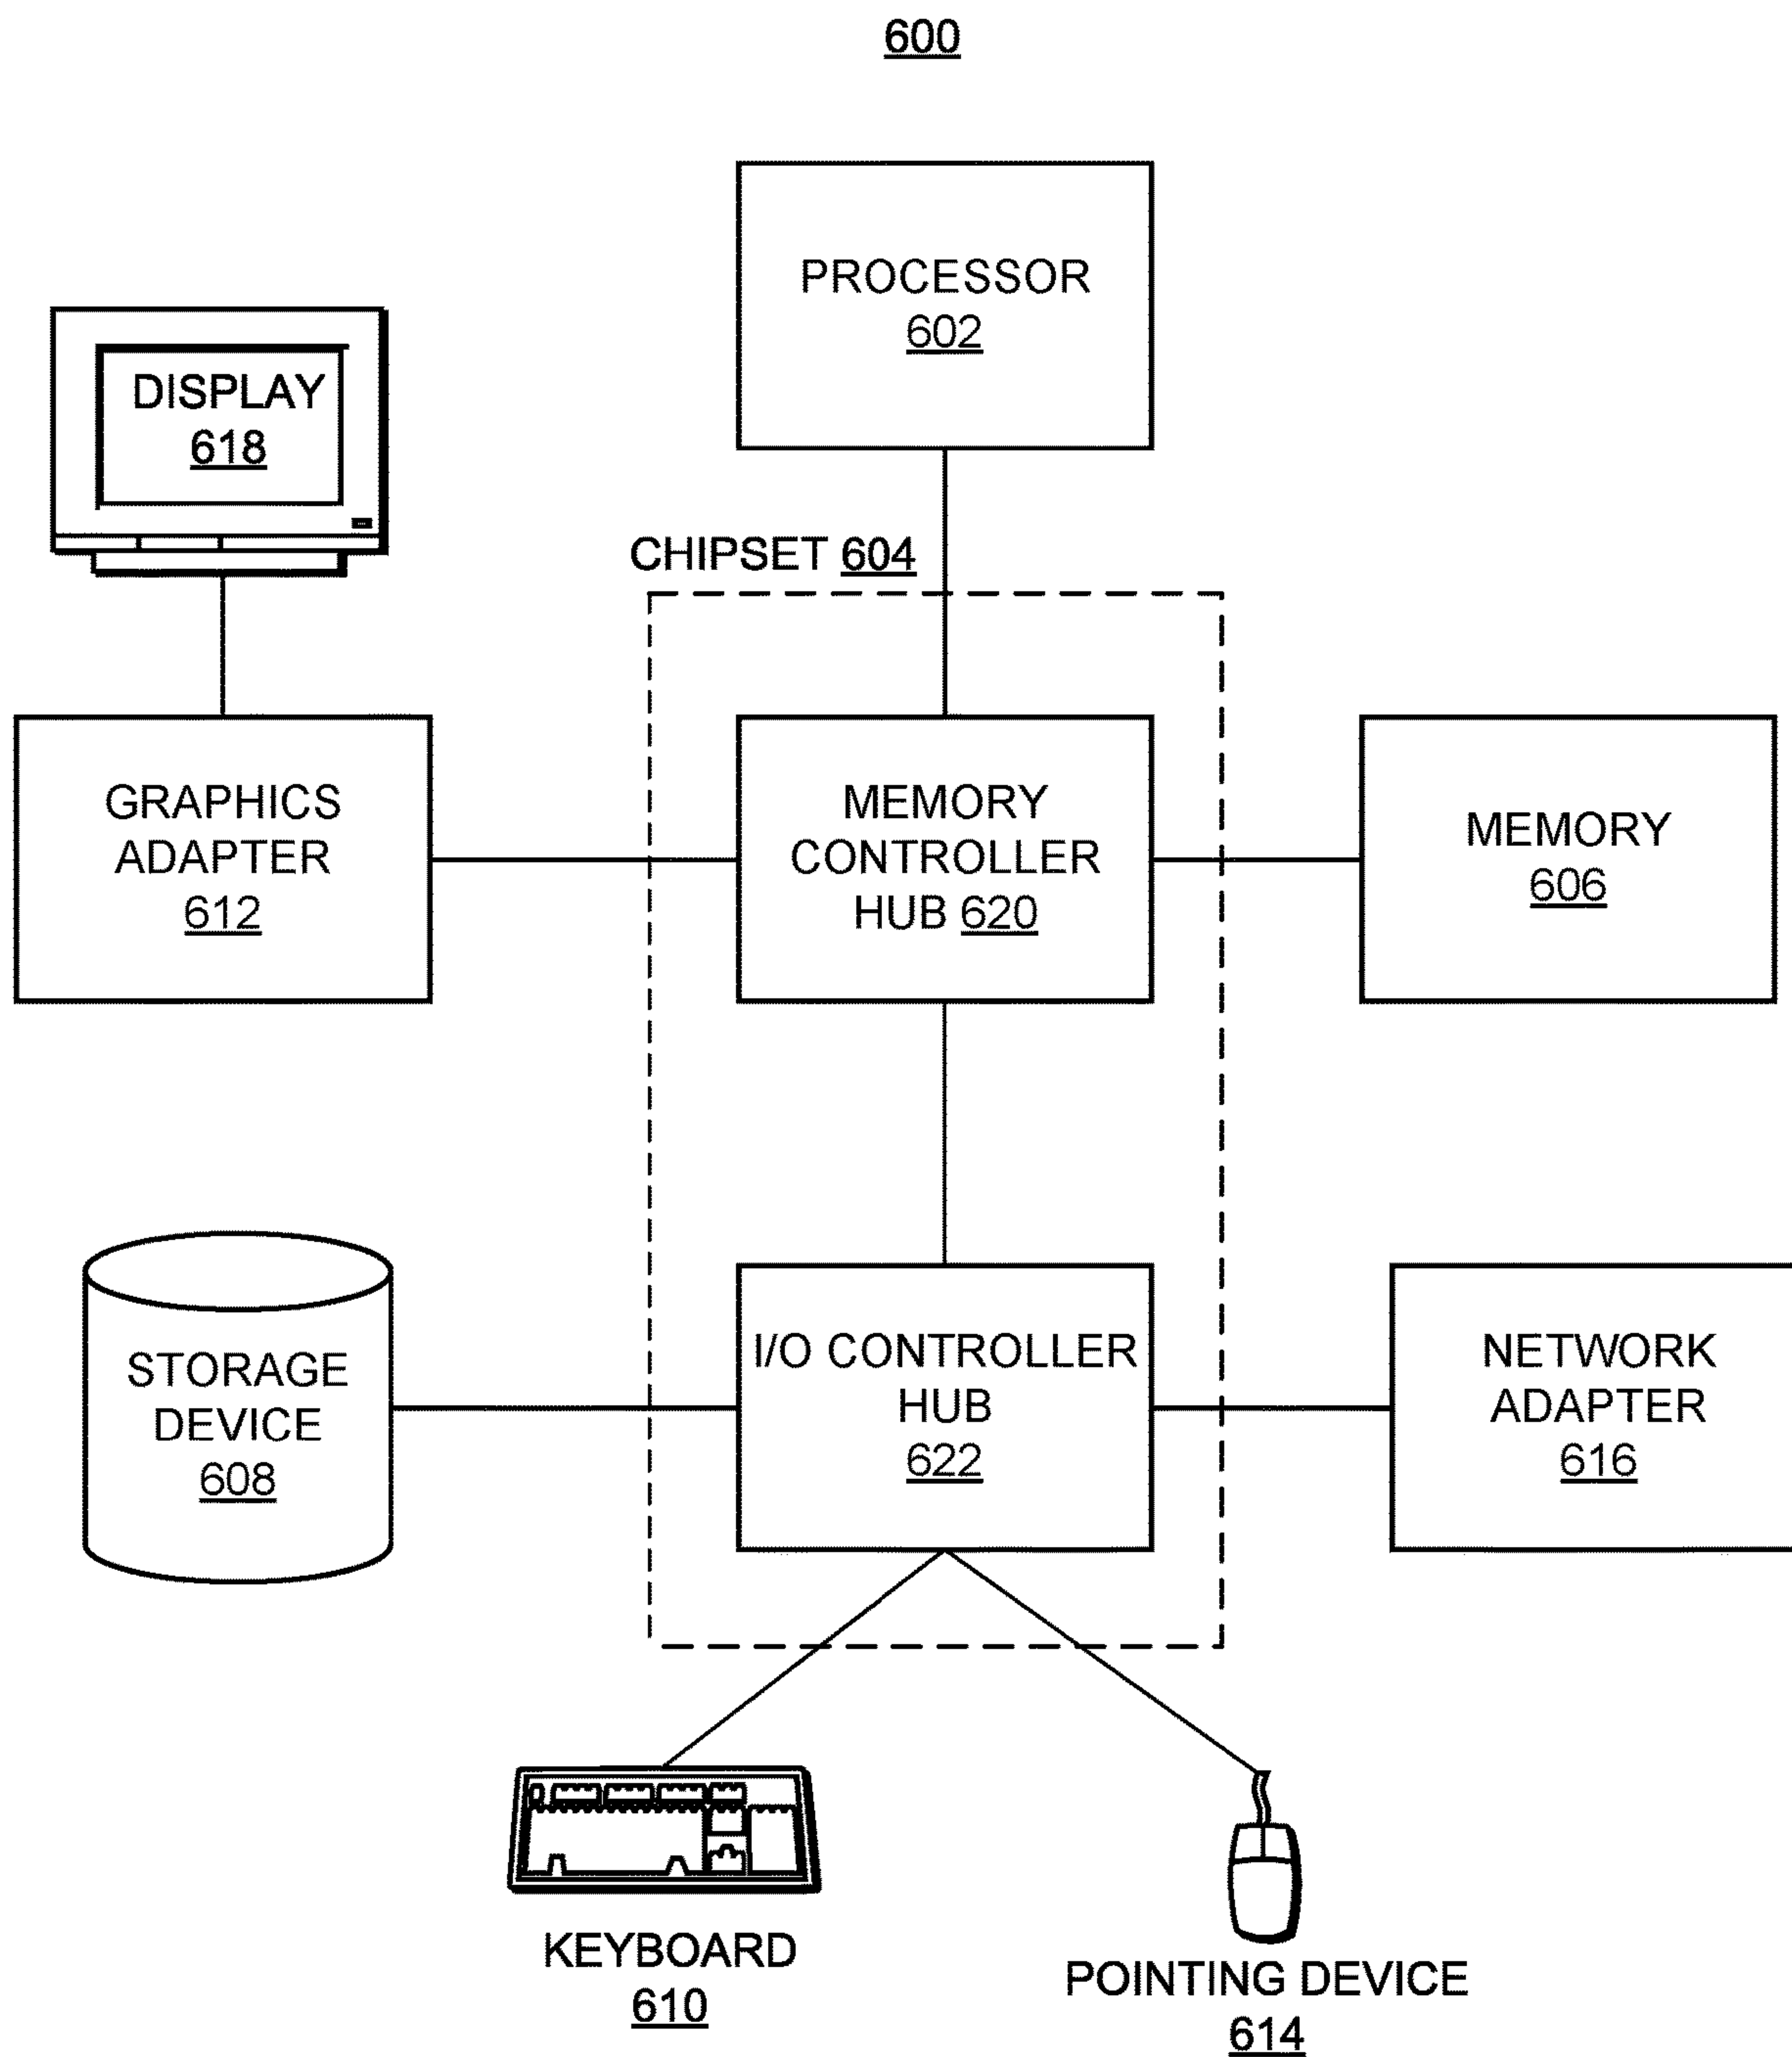 600
PROCESSOR
602
DISPLAY
618
CHIPSET 604
GRAPHICS
ADAPTER
612
MEMORY
CONTROLLER
HUB 620
MEMORY
606
STORAGE
DEVICE
608
I/O CONTROLLER
HUB
622
NETWORK
ADAPTER
616
KEYBOARD
610
POINTING DEVICE
614